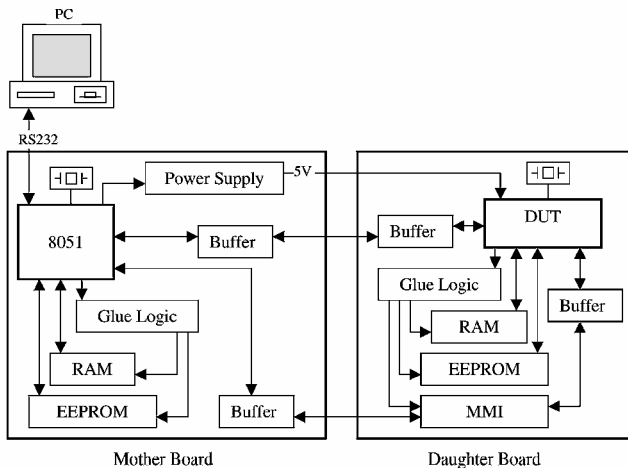 PC
RS232
Power Supply
5V
8051
Buffer
Buffer
DUT
Glue Logic
Glue Logic
Buffer
RAM
RAM
EEPROM
EEPROM
Buffer
MMI
Mother Board
Daughter Board